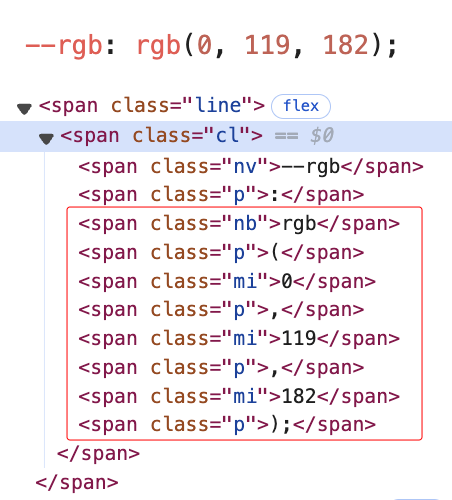 --rgb: rgb(0, 119, 182);
<span class="line"> flex
<span class="cl"> == $0
<span class="nv">--rgb</span>
<span class="p">:</span>
<span class="nb">rgb</span>
<span class="p">(</span>
<span class="mi">0</span>
<span class="p">,</span>
<span class="mi">119</span>
<span class="p">,</span>
<span class="mi">182</span>
<span class="p">);</span>
</span>
</span>